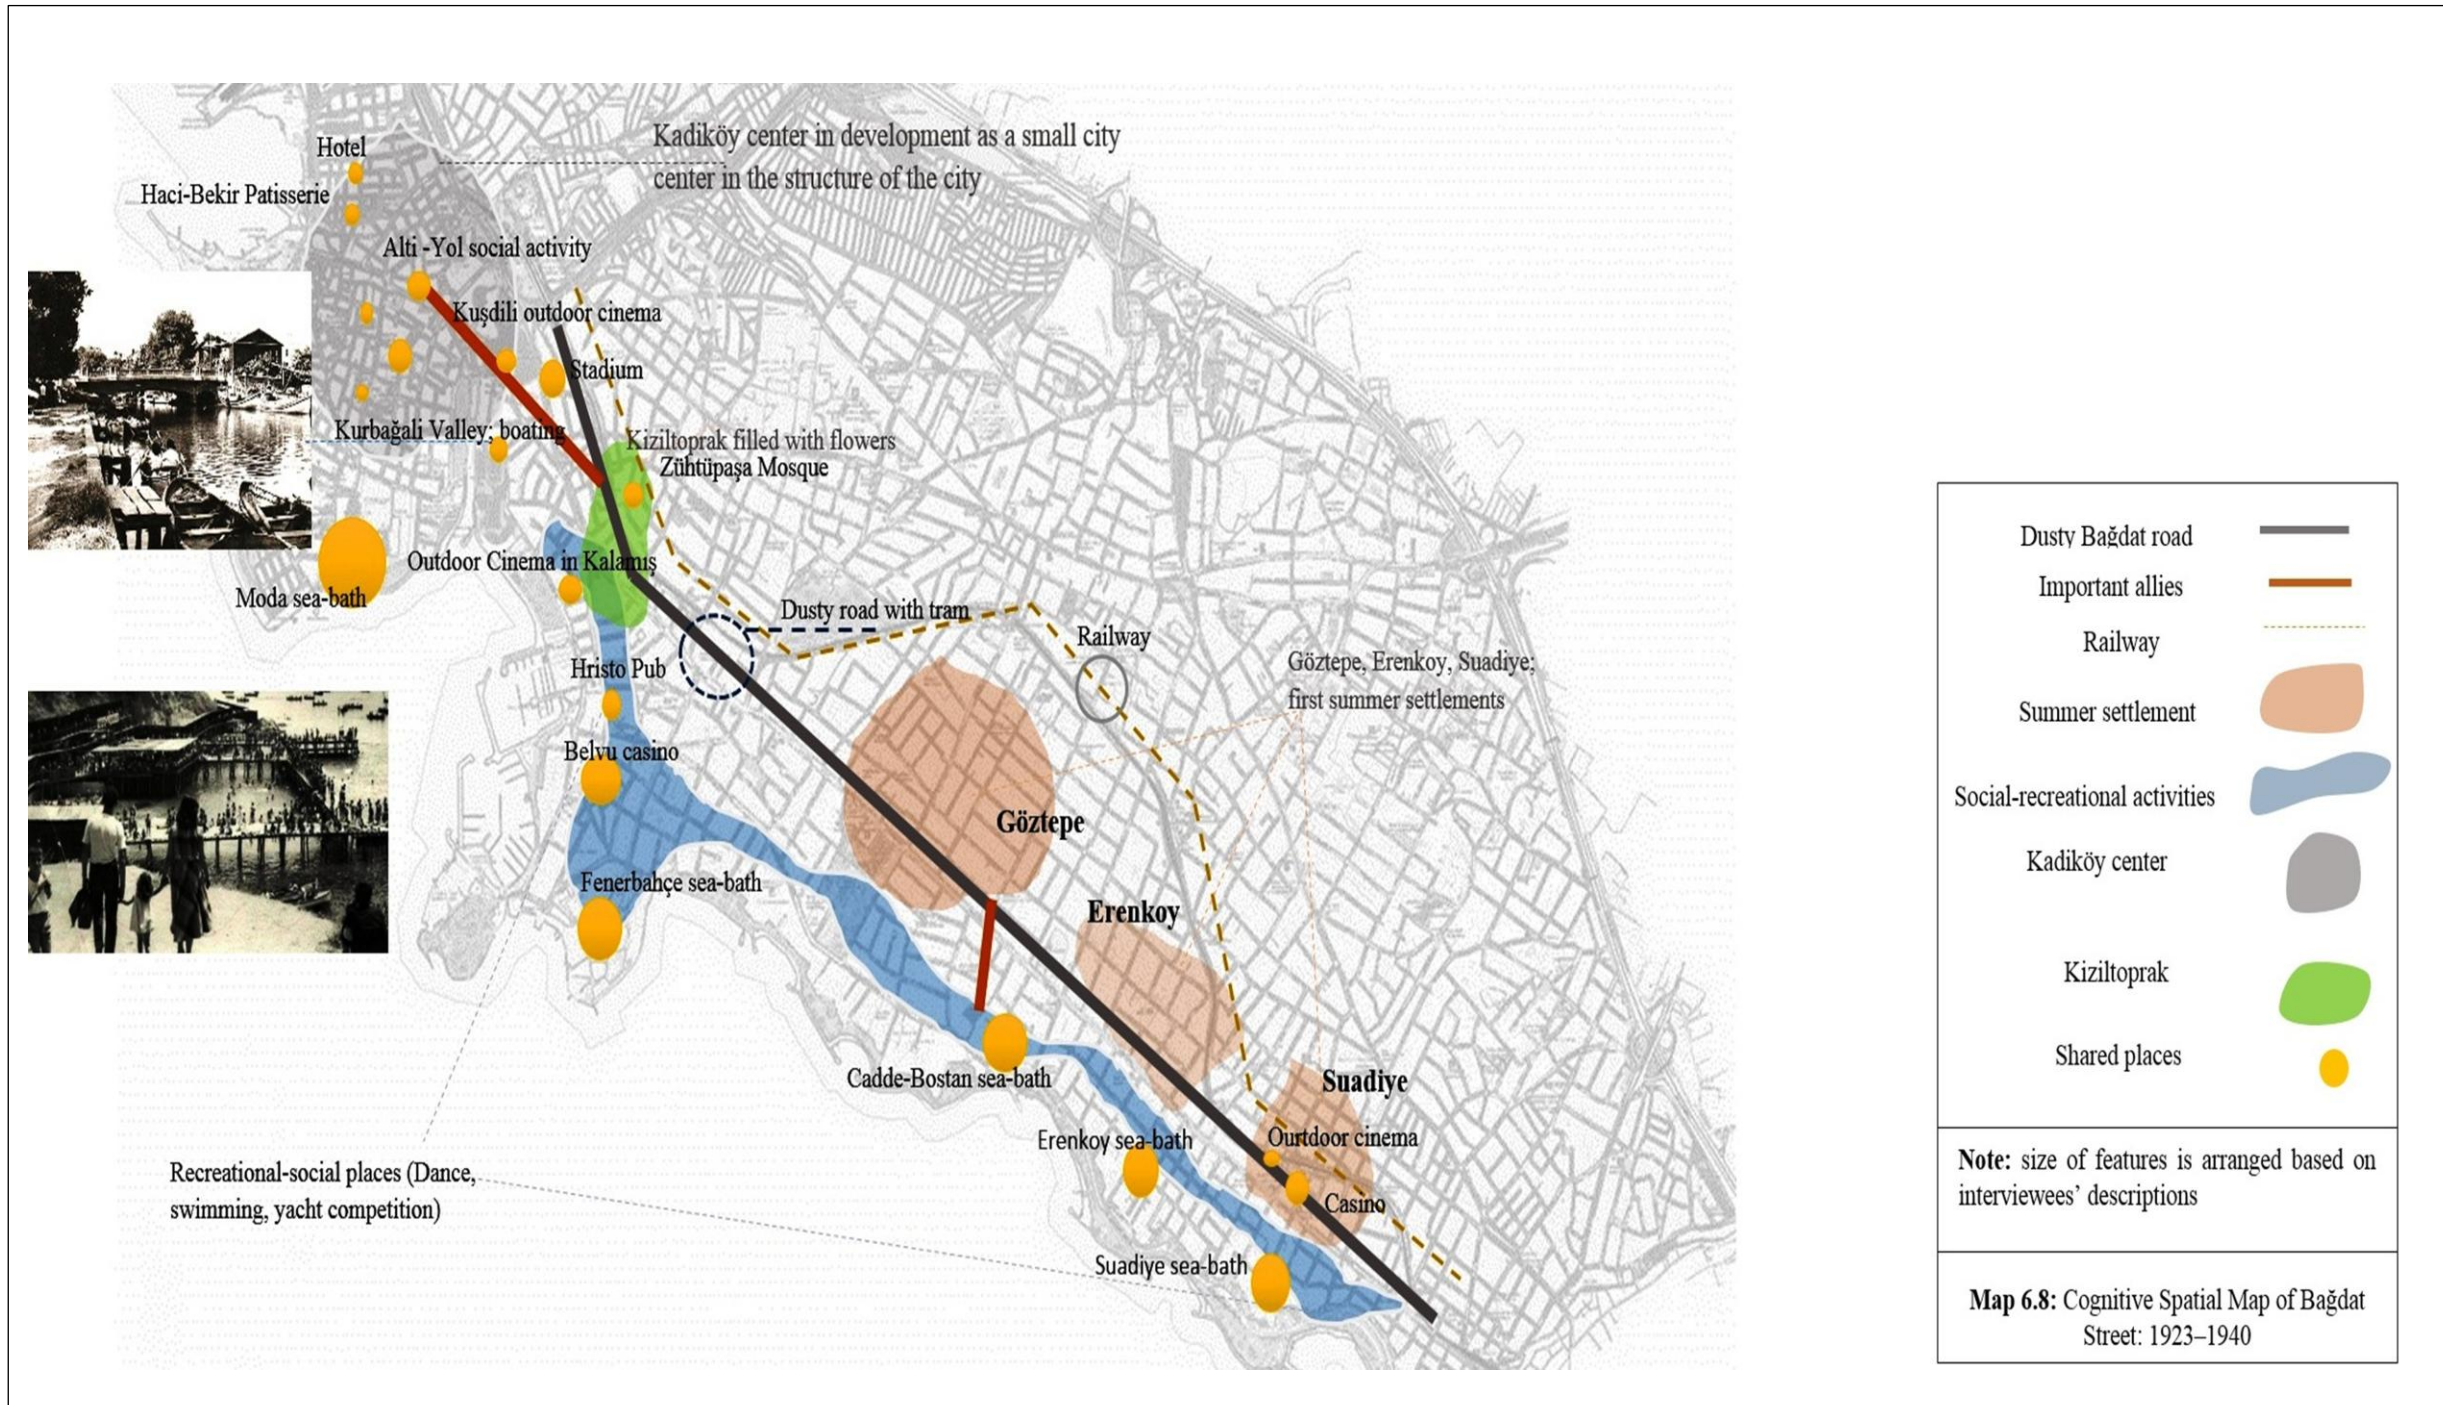 Kadiköy center in development as a small city
center in the structure of the city
Hotel
Haci-Bekir Patisserie
Alti -Yol social activity
Kuşdili outdoor cinema
Stadium
Kurbağali Valley; boating
Kiziltoprak filled with flowers
Zühtüpaşa Mosque
Outdoor Cinema in Kalamış
Moda sea-bath
Dusty road with tram
Railway
Hristo Pub
Göztepe, Erenkoy, Suadiye;
first summer settlements
Belvu casino
Göztepe
Fenerbahçe sea-bath
Erenkoy
Cadde-Bostan sea-bath
Suadiye
Erenkoy sea-bath
Ourtdoor cinema
Casino
Recreational-social places (Dance,
swimming, yacht competition)
Suadiye sea-bath
Dusty Bağdat road
Important allies
Railway
Summer settlement
Social-recreational activities
Kadiköy center
Kiziltoprak
Shared places
Note: size of features is arranged based on
interviewees’ descriptions
Map 6.8: Cognitive Spatial Map of Bağdat
Street: 1923–1940